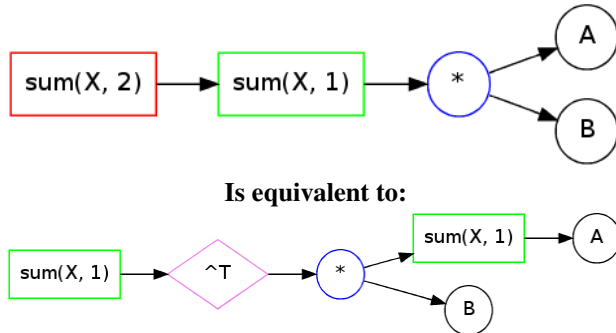 A
sum(X, 2) sum(X, 1) *
B
Is equivalent to:
sum(X, 1) A
sum(X, 1) ^T *
B